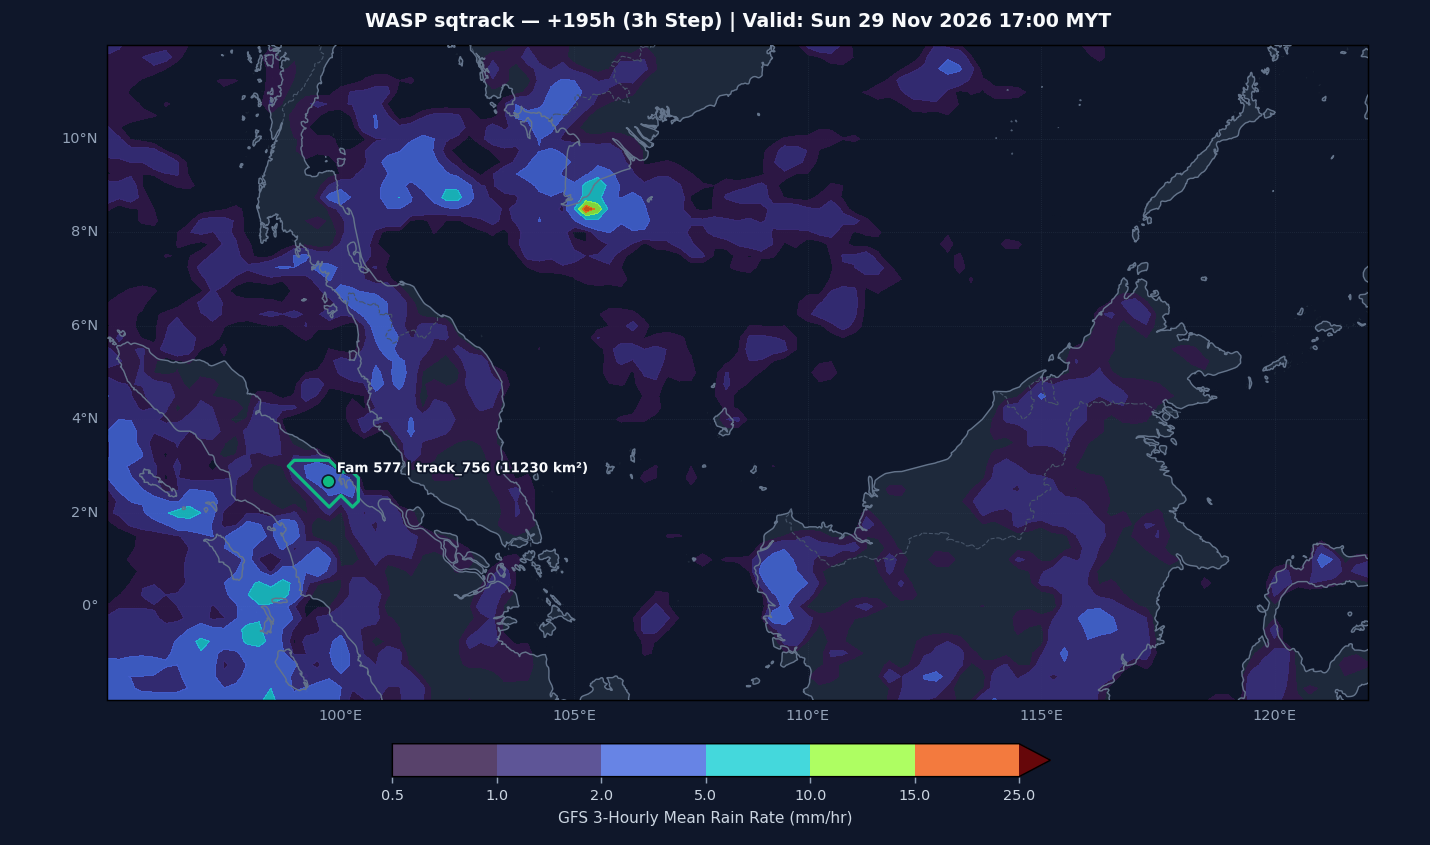 WASP sqtrack — +195h (3h Step) | Valid: Sun 29 Nov 2026 17:00 MYT
10°N
8°N
6°N
4°N
2°N
0°
Fam 577 | track_756 (11230 km²)
100°E 105°E 110°E 115°E 120°E
0.5 1.0 2.0 5.0 10.0 15.0 25.0
GFS 3-Hourly Mean Rain Rate (mm/hr)